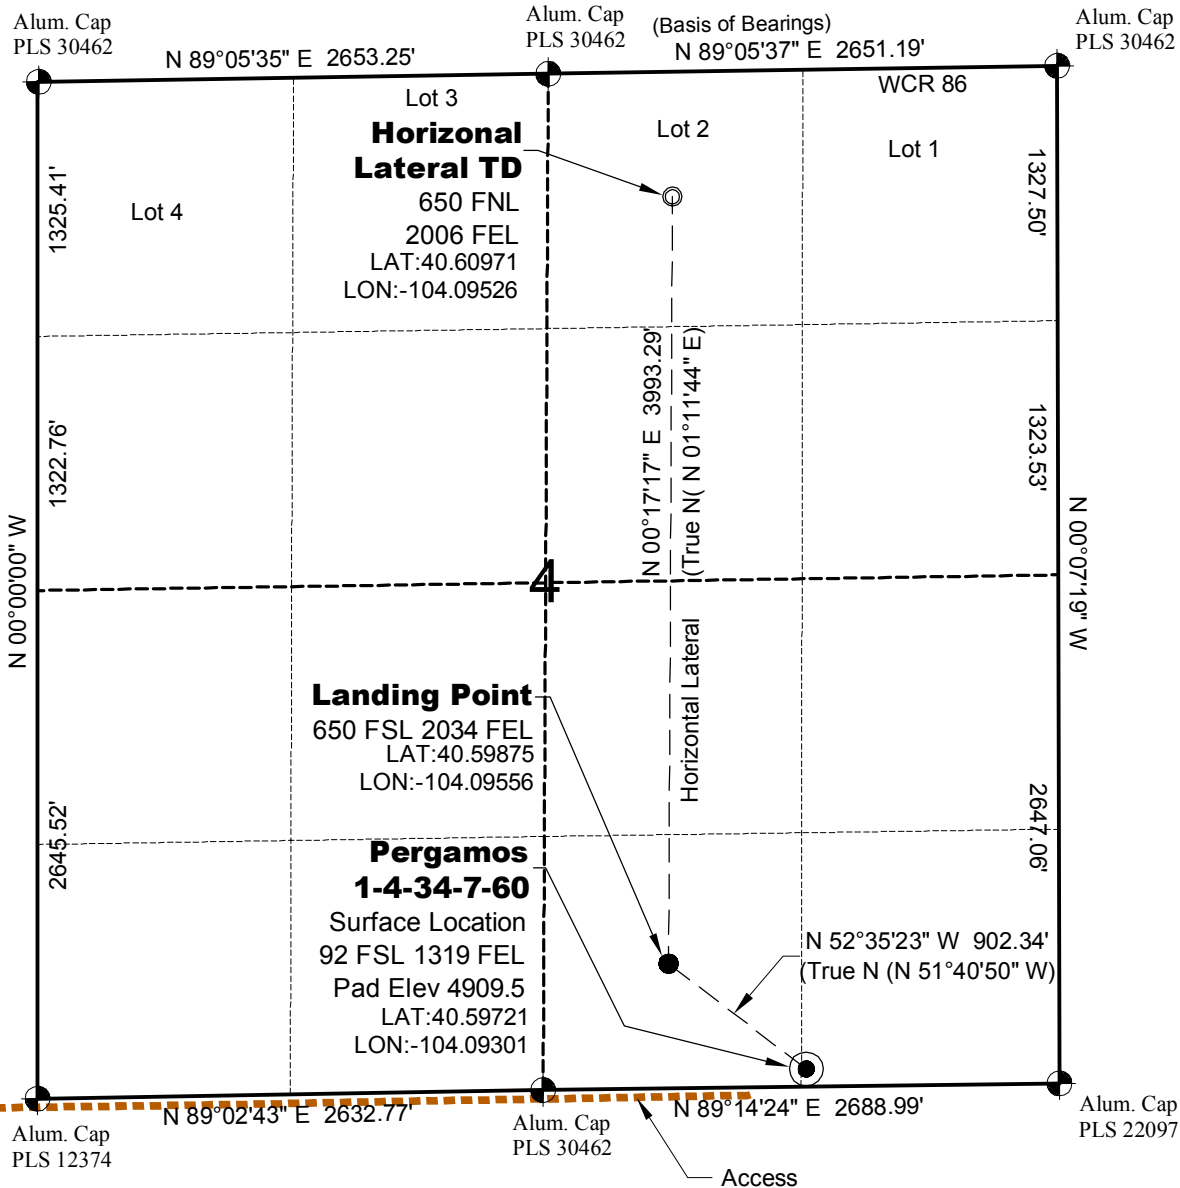 Alum. Cap
PLS 30462
N 89°05'35" E  2653.25'
Alum. Cap
PLS 30462
(Basis of Bearings)
N 89°05'37" E  2651.19'
Alum. Cap
PLS 30462
WCR 86
Lot 3
Lot 2
Lot 1
Lot 4
Horizonal
Lateral TD
650 FNL
2006 FEL
LAT:40.60971
LON:-104.09526
1325.41'
1327.50'
1322.76'
1323.53'
N 00°17'17" E  3993.29'
(True N( N 01°11'44" E)
N 00°00'00" W
N 00°07'19" W
4
Horizontal Lateral
Landing Point
650 FSL 2034 FEL
LAT:40.59875
LON:-104.09556
2645.52'
2647.06'
Pergamos
1-4-34-7-60
Surface Location
92 FSL 1319 FEL
Pad Elev 4909.5
LAT:40.59721
LON:-104.09301
N 52°35'23" W  902.34'
(True N (N 51°40'50" W)
N 89°02'43" E  2632.77'
N 89°14'24" E  2688.99'
Alum. Cap
PLS 12374
Alum. Cap
PLS 30462
Alum. Cap
PLS 22097
Access